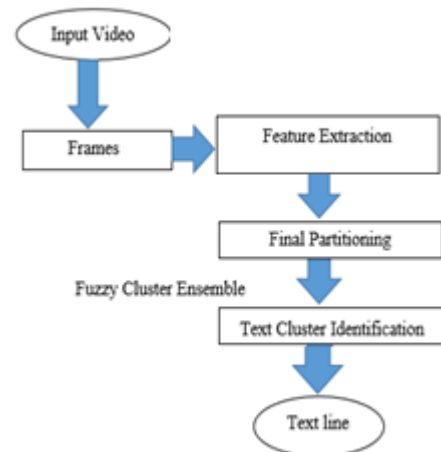 Input Video
Frames
Feature Extraction
Final Partitioning
Fuzzy Cluster Ensemble
Text Cluster Identification
Text line